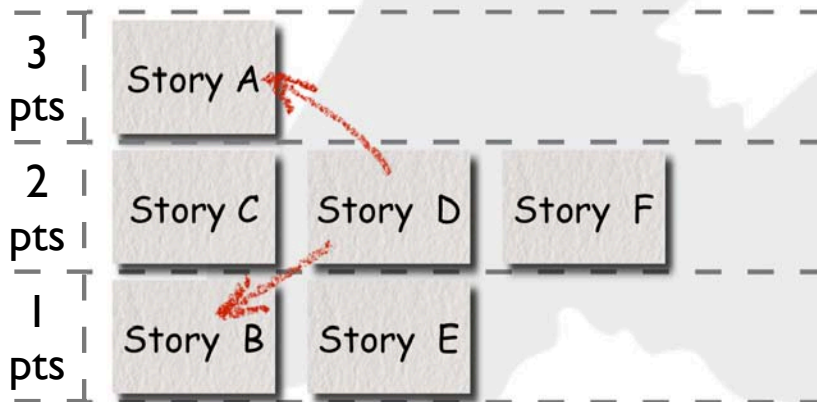 3
pts
Story A
2
pts
Story C
Story D
Story F
1
pts
Story B
Story E